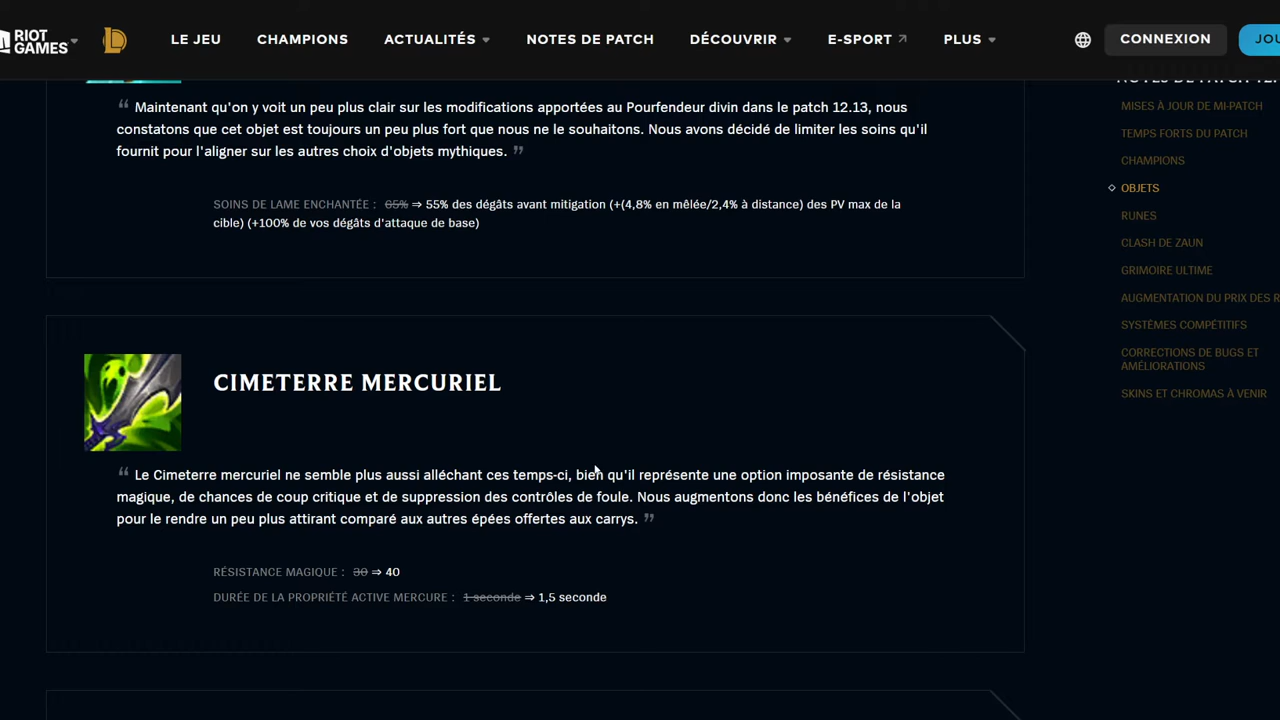 RIOT
GAMES
LE JEU
CHAMPIONS
ACTUALITÉS
NOTES DE PATCH
DÉCOUVRIR
E-SPORT
PLUS
CONNEXION
“ Maintenant qu'on y voit un peu plus clair sur les modifications apportées au Pourfendeur divin dans le patch 12.13, nous
constatons que cet objet est toujours un peu plus fort que nous ne le souhaitons. Nous avons décidé de limiter les soins qu'il
fournit pour l'aligner sur les autres choix d'objets mythiques. ”
SOINS DE LAME ENCHANTÉE : 65% ⇒ 55% des dégâts avant mitigation (+(4,8% en mêlée/2,4% à distance) des PV max de la
cible) (+100% de vos dégâts d'attaque de base)
CIMETERRE MERCURIEL
“ Le Cimeterre mercuriel ne semble plus aussi alléchant ces temps-ci, bien qu'il représente une option imposante de résistance
magique, de chances de coup critique et de suppression des contrôles de foule. Nous augmentons donc les bénéfices de l'objet
pour le rendre un peu plus attirant comparé aux autres épées offertes aux carrys. ”
RÉSISTANCE MAGIQUE : 30 ⇒ 40
DURÉE DE LA PROPRIÉTÉ ACTIVE MERCURE : 1 seconde ⇒ 1,5 seconde
NOTES DE PATCH 12.
MISES À JOUR DE MI-PATCH
TEMPS FORTS DU PATCH
CHAMPIONS
OBJETS
RUNES
CLASH DE ZAUN
GRIMOIRE ULTIME
AUGMENTATION DU PRIX DES R
SYSTÈMES COMPÉTITIFS
CORRECTIONS DE BUGS ET
AMÉLIORATIONS
SKINS ET CHROMAS À VENIR